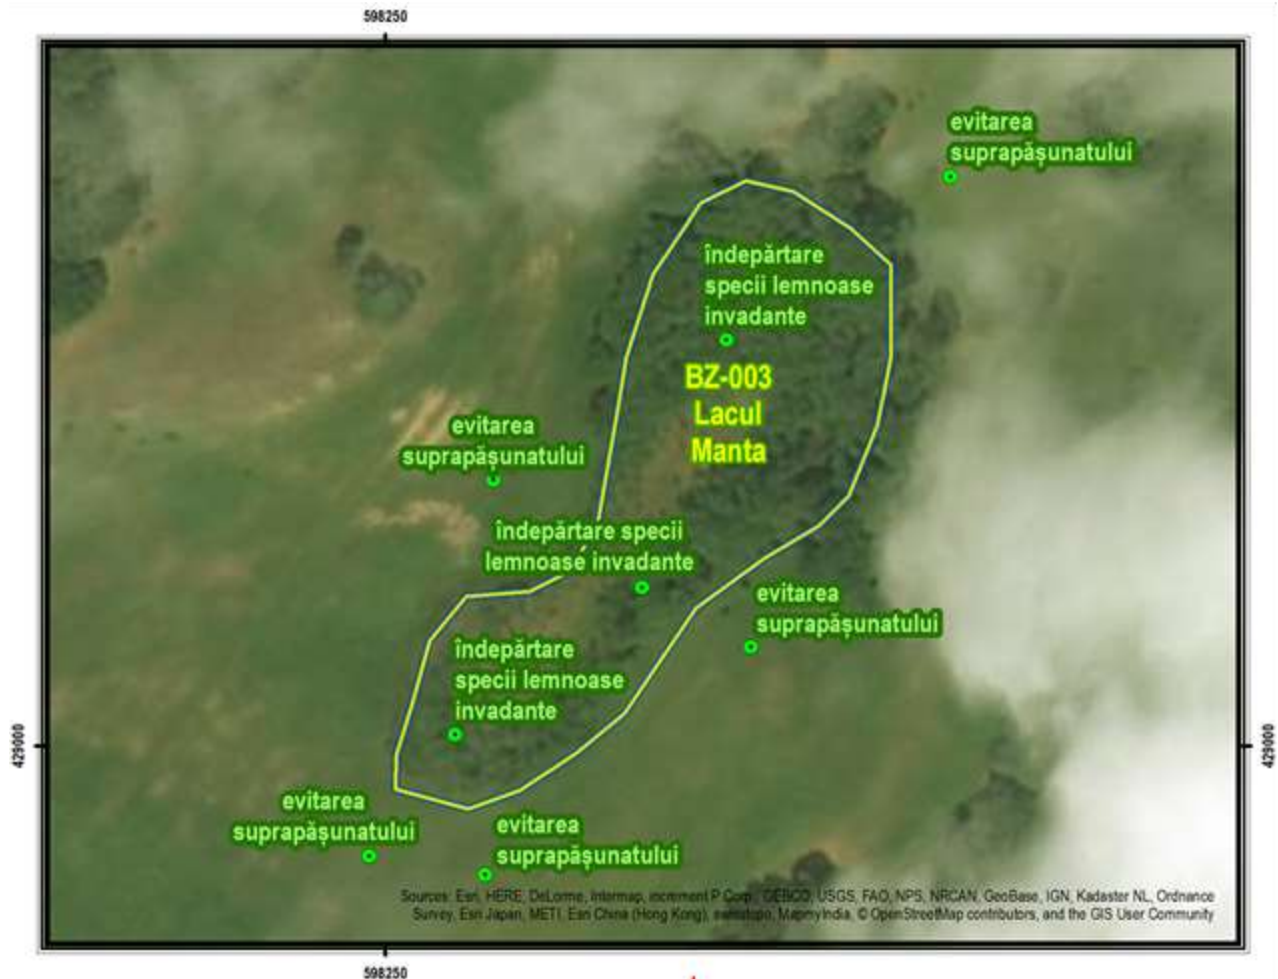 598250
evitarea
suprapășunatului
îndepărtare
specii lemnoase
invadante
BZ-003
Lacul
Manta
evitarea
suprapășunatului
îndepărtare specii
lemnoase invadante
evitarea
suprapășunatului
îndepărtare
specii lemnoase
invadante
429000
429000
evitarea
suprapășunatului
evitarea
suprapășunatului
Sources: Esri, HERE, DeLorme, Intermap, increment P Corp., GEBCO, USGS, FAO, NPS, NRCAN, GeoBase, IGN, Kadaster NL, Ordnance
Survey, Esri Japan, METI, Esri China (Hong Kong), swisstopo, MapmyIndia, © OpenStreetMap contributors, and the GIS User Community
598250